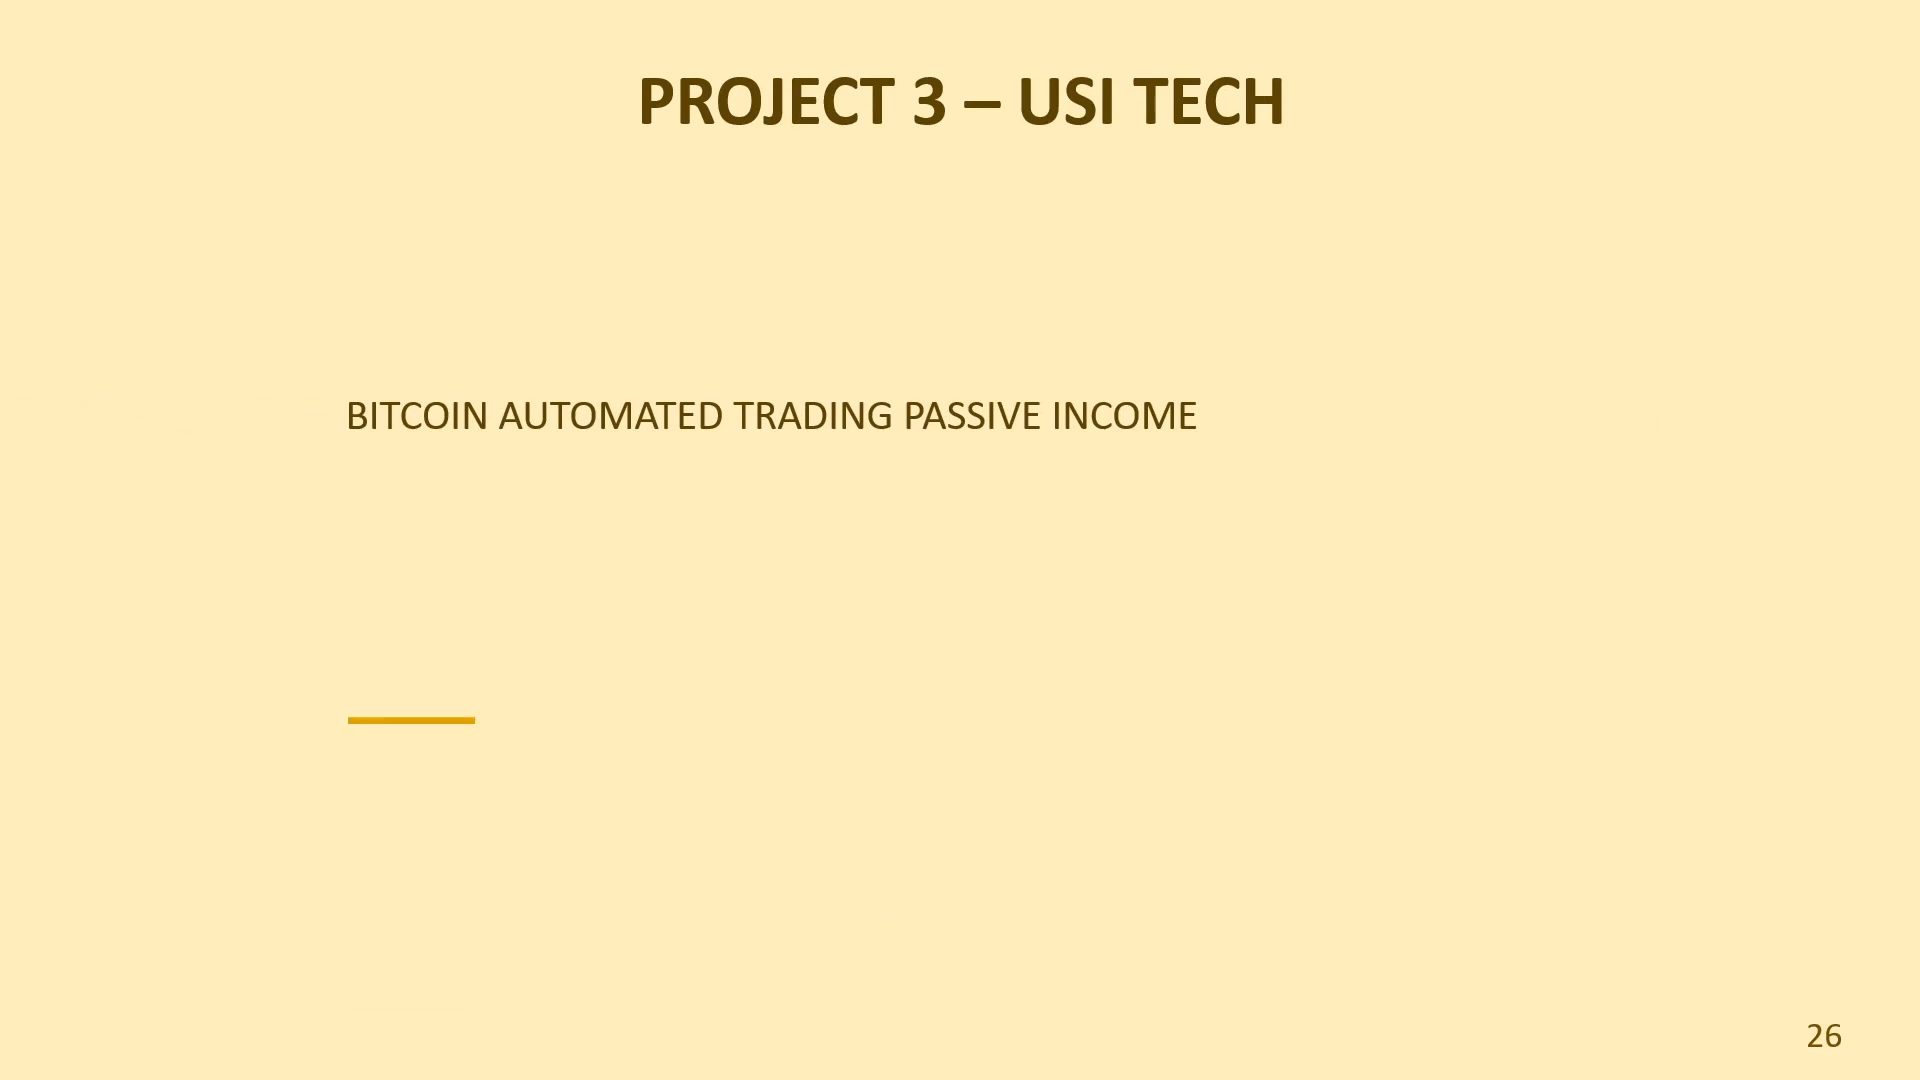 PROJECT 3 – USI TECH
BITCOIN AUTOMATED TRADING PASSIVE INCOME
26